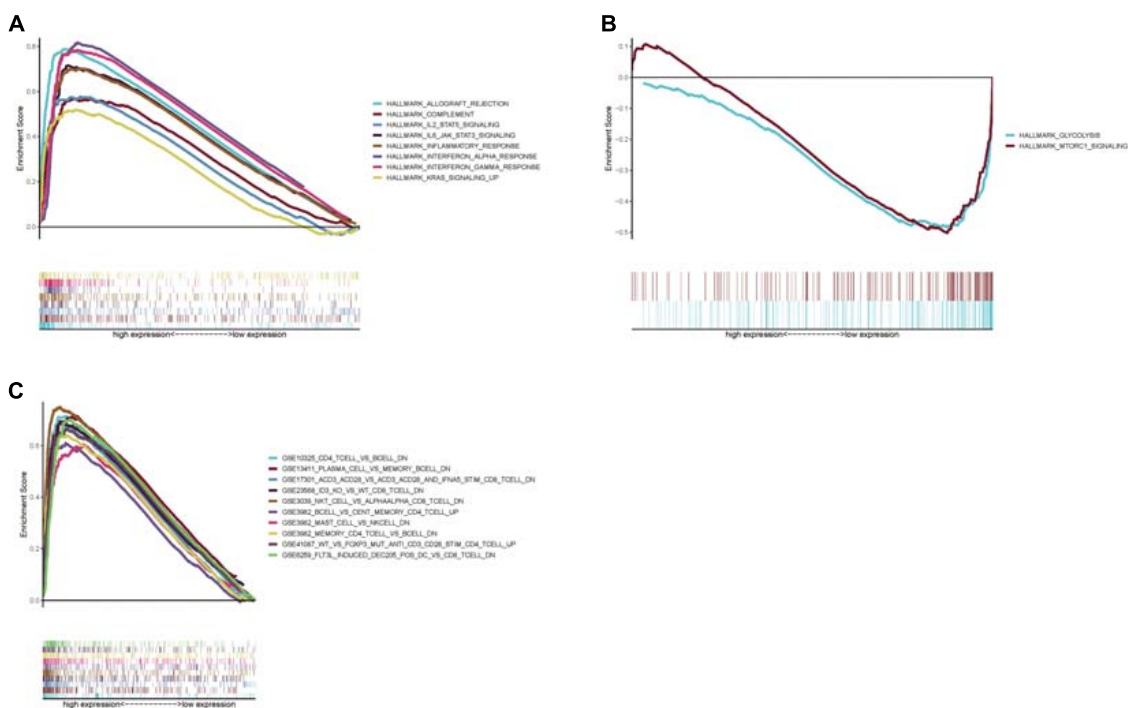 A
0.8
0.6
0.4
0.2
0.0
Enrichment Score
HALLMARK_ALLOGRAFT_REJECTION
HALLMARK_COMPLEMENT
HALLMARK_IL2_STAT5_SIGNALING
HALLMARK_IL6_JAK_STAT3_SIGNALING
HALLMARK_INFLAMMATORY_RESPONSE
HALLMARK_INTERFERON_ALPHA_RESPONSE
HALLMARK_INTERFERON_GAMMA_RESPONSE
HALLMARK_KRAS_SIGNALING_UP
high expression<----------->low expression
B
0.1
0.0
−0.1
−0.2
−0.3
−0.4
−0.5
Enrichment Score
HALLMARK_GLYCOLYSIS
HALLMARK_MTORC1_SIGNALING
high expression<----------->low expression
C
0.6
0.4
0.2
0.0
Enrichment Score
GSE10325_CD4_TCELL_VS_BCELL_DN
GSE13411_PLASMA_CELL_VS_MEMORY_BCELL_DN
GSE17301_ACD3_ACD28_VS_ACD3_ACD28_AND_IFNA5_STIM_CD8_TCELL_DN
GSE23568_ID3_KO_VS_WT_CD8_TCELL_DN
GSE3039_NKT_CELL_VS_ALPHAALPHA_CD8_TCELL_DN
GSE3982_BCELL_VS_CENT_MEMORY_CD4_TCELL_UP
GSE3982_MAST_CELL_VS_NKCELL_DN
GSE3982_MEMORY_CD4_TCELL_VS_BCELL_DN
GSE41087_WT_VS_FOXP3_MUT_ANTI_CD3_CD28_STIM_CD4_TCELL_UP
GSE6259_FLT3L_INDUCED_DEC205_POS_DC_VS_CD8_TCELL_DN
high expression<----------->low expression